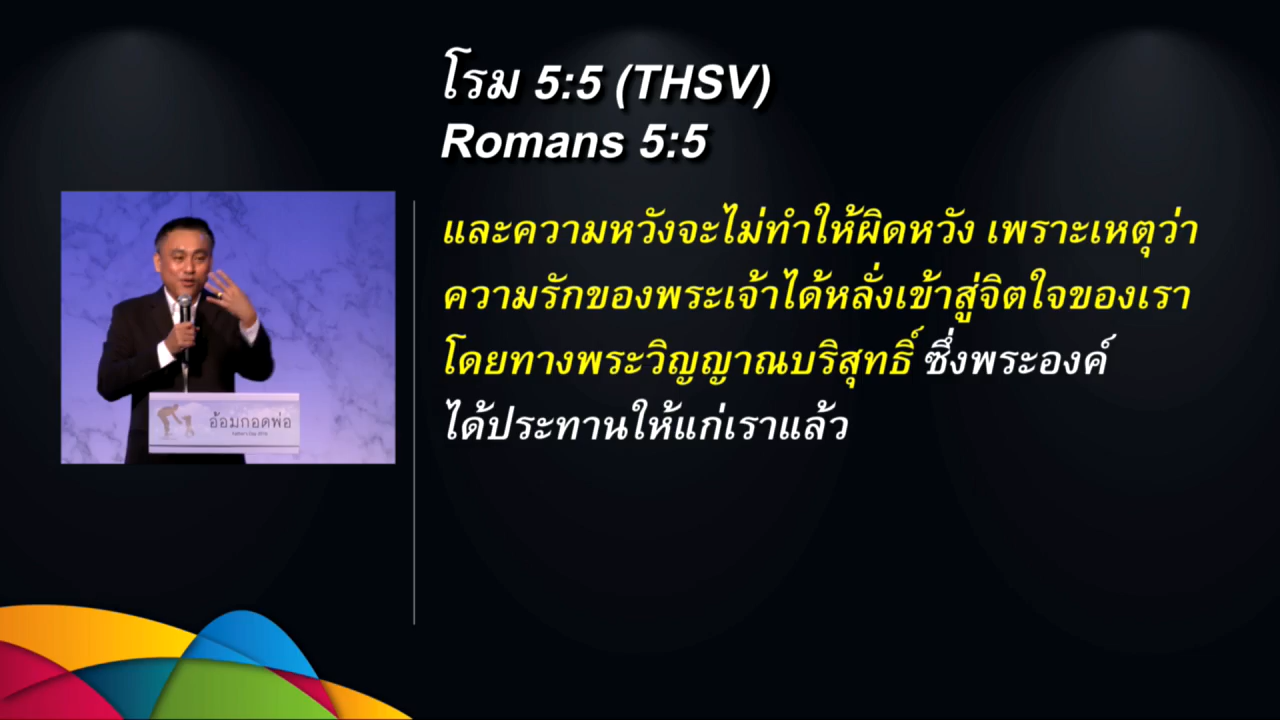 โรม 5:5 (THSV)
Romans 5:5
และความหวังจะไม่ทำให้ผิดหวัง เพราะเหตุว่า
ความรักของพระเจ้าได้หลั่งเข้าสู่จิตใจของเรา
โดยทางพระวิญญาณบริสุทธิ์ ซึ่งพระองค์
ได้ประทานให้แก่เราแล้ว
อ้อมกอดพ่อ